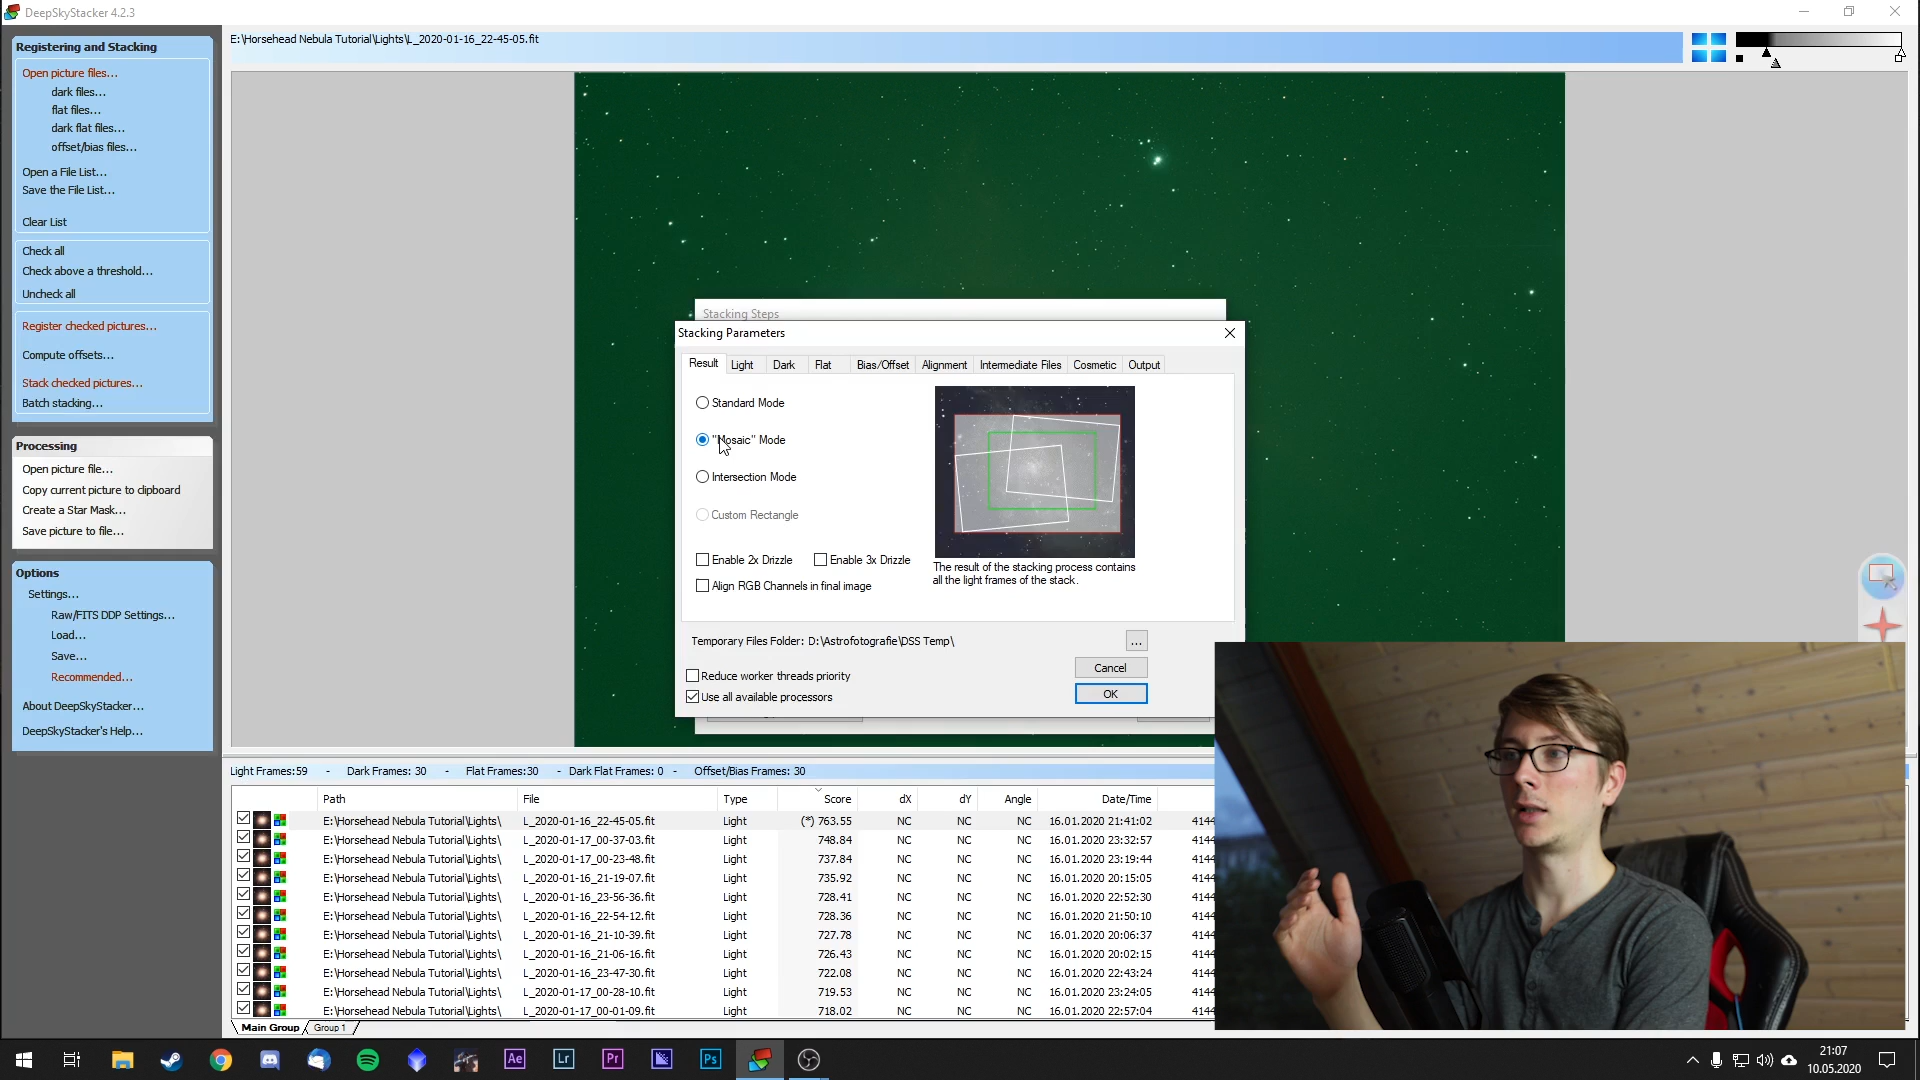 DeepSkyStacker 4.2.3
Registering and Stacking
Open picture files...
dark files...
flat files...
dark flat files...
offset/bias files...
Open a File List...
Save the File List...
Clear List
Check all
Check above a threshold...
Uncheck all
Register checked pictures...
Compute offsets...
Stack checked pictures...
Batch stacking...
Processing
Open picture file...
Copy current picture to clipboard
Create a Star Mask...
Save picture to file...
Options
Settings...
Raw/FITS DDP Settings...
Load...
Save...
Recommended...
About DeepSkyStacker...
DeepSkyStacker's Help...
E:\Horsehead Nebula Tutorial\Lights\L_2020-01-16_22-45-05.fit
Stacking Steps
Stacking Parameters
Result Light Dark Flat Bias/Offset Alignment Intermediate Files Cosmetic Output
Standard Mode
"Mosaic" Mode
Intersection Mode
Custom Rectangle
Enable 2x Drizzle Enable 3x Drizzle
Align RGB Channels in final image
The result of the stacking process contains
all the light frames of the stack.
Temporary Files Folder: D:\Astrofotografie\DSS Temp\
...
Reduce worker threads priority
Use all available processors
Cancel
OK
Light Frames:59 - Dark Frames: 30 - Flat Frames:30 - Dark Flat Frames: 0 - Offset/Bias Frames: 30
Path File Type Score dX dY Angle Date/Time
E:\Horsehead Nebula Tutorial\Lights\ L_2020-01-16_22-45-05.fit Light (*) 763.55 NC NC NC 16.01.2020 21:41:02 4144
E:\Horsehead Nebula Tutorial\Lights\ L_2020-01-17_00-37-03.fit Light 748.84 NC NC NC 16.01.2020 23:32:57 4144
E:\Horsehead Nebula Tutorial\Lights\ L_2020-01-17_00-23-48.fit Light 737.84 NC NC NC 16.01.2020 23:19:44 4144
E:\Horsehead Nebula Tutorial\Lights\ L_2020-01-16_21-19-07.fit Light 735.92 NC NC NC 16.01.2020 20:15:05 4144
E:\Horsehead Nebula Tutorial\Lights\ L_2020-01-16_23-56-36.fit Light 728.41 NC NC NC 16.01.2020 22:52:30 4144
E:\Horsehead Nebula Tutorial\Lights\ L_2020-01-16_22-54-12.fit Light 728.36 NC NC NC 16.01.2020 21:50:10 4144
E:\Horsehead Nebula Tutorial\Lights\ L_2020-01-16_21-10-39.fit Light 727.78 NC NC NC 16.01.2020 20:06:37 4144
E:\Horsehead Nebula Tutorial\Lights\ L_2020-01-16_21-06-16.fit Light 726.43 NC NC NC 16.01.2020 20:02:15 4144
E:\Horsehead Nebula Tutorial\Lights\ L_2020-01-16_23-47-30.fit Light 722.08 NC NC NC 16.01.2020 22:43:24 4144
E:\Horsehead Nebula Tutorial\Lights\ L_2020-01-17_00-28-10.fit Light 719.53 NC NC NC 16.01.2020 23:24:05 4144
E:\Horsehead Nebula Tutorial\Lights\ L_2020-01-17_00-01-09.fit Light 718.02 NC NC NC 16.01.2020 22:57:04 4144
Main Group Group 1
Ae Lr Pr Ps
21:07
10.05.2020